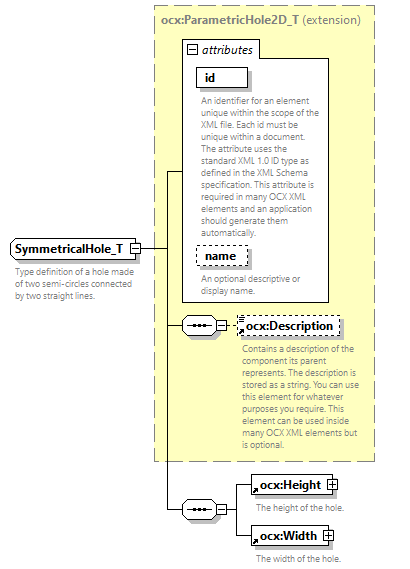 ocx:ParametricHole2D_T (extension)
attributes
id
An identifier for an element
unique within the scope of the
XML file. Each id must be
unique within a document.
The attribute uses the
standard XML 1.0 ID type as
defined in the XML Schema
specification. This attribute is
required in many OCX XML
elements and an application
should generate them
automatically.
name
An optional descriptive or
display name.
SymmetricalHole_T
Type definition of a hole made
of two semi-circles connected
by two straight lines.
ocx:Description
Contains a description of the
component its parent
represents. The description is
stored as a string. You can use
this element for whatever
purposes you require. This
element can be used inside
many OCX XML elements but
is optional.
ocx:Height
The height of the hole.
ocx:Width
The width of the hole.